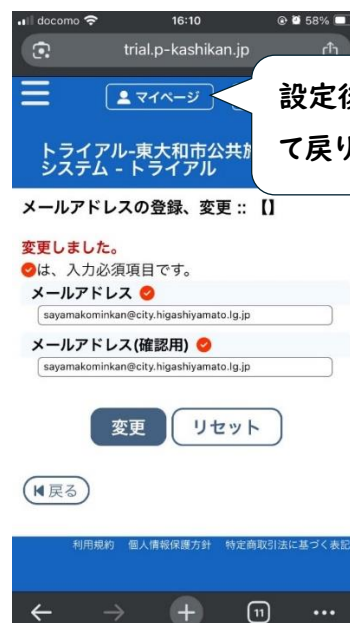 docomo 16:10 58%
trial.p-kashikan.jp
マイページ
設定後
て戻り
トライアル-東大和市公共施
システム - トライアル
メールアドレスの登録、変更 :: 【】
変更しました。
は、入力必須項目です。
メールアドレス
sayamakominkan@city.higashiyamato.lg.jp
メールアドレス(確認用)
sayamakominkan@city.higashiyamato.lg.jp
変更 リセット
戻る
利用規約 個人情報保護方針 特定商取引法に基づく表記
11